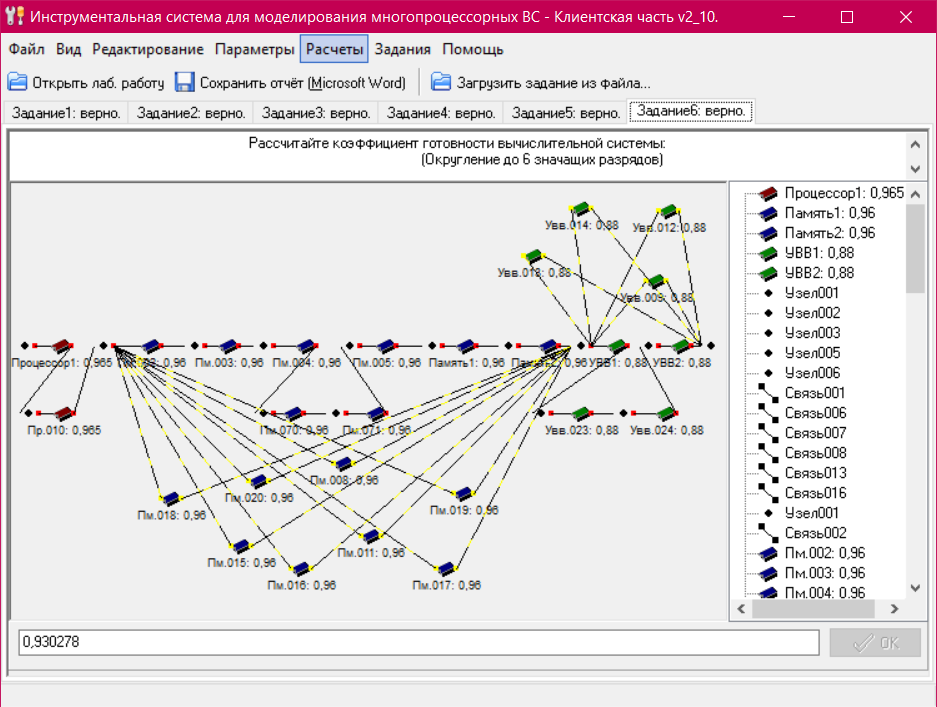 Инструментальная система для моделирования многопроцессорных ВС - Клиентская часть v2_10.
Файл Вид Редактирование Параметры Расчеты Задания Помощь
Открыть лаб. работу Сохранить отчёт (Microsoft Word) Загрузить задание из файла...
Задание1: верно. Задание2: верно. Задание3: верно. Задание4: верно. Задание5: верно. Задание6: верно.
Рассчитайте коэффициент готовности вычислительной системы:
(Округление до 6 значащих разрядов)
Увв.014: 0,88 Увв.012: 0,88
Увв.013: 0,88
Увв.009: 0,88
Процессор1: 0,965 0,96 Пм.003: 0,96 Пм.004: 0,96 Пм.005: 0,96 Память1: 0,96 0,96 УВВ1: 0,88 УВВ2: 0,88
Пр.010: 0,965 Пм.070: 0,96 Пм.071: 0,96 Увв.023: 0,88 Увв.024: 0,88
Пм.008: 0,96
Пм.018: 0,96 Пм.020: 0,96 Пм.019: 0,96
Пм.015: 0,96 Пм.011: 0,96
Пм.016: 0,96 Пм.017: 0,96
Процессор1: 0,965
Память1: 0,96
Память2: 0,96
УВВ1: 0,88
УВВ2: 0,88
Узел001
Узел002
Узел003
Узел005
Узел006
Связь001
Связь006
Связь007
Связь008
Связь013
Связь016
Узел001
Связь002
Пм.002: 0,96
Пм.003: 0,96
Пм.004: 0,96
0,930278
OK